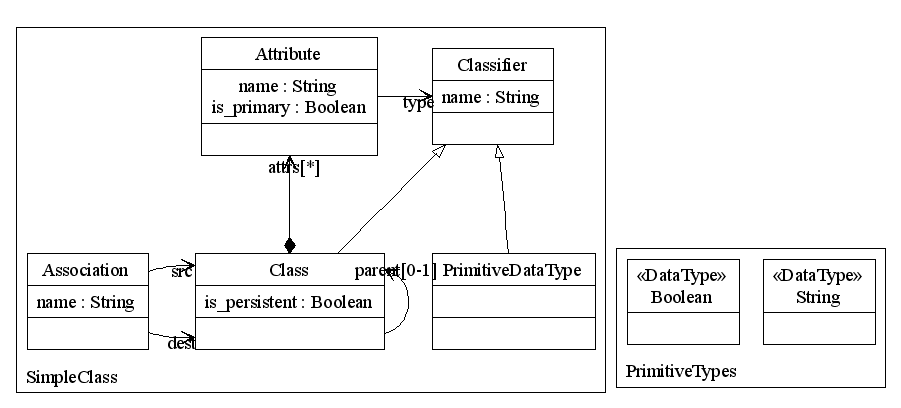 Attribute
name : String
is_primary : Boolean
Classifier
name : String
type
attrs[*]
Association
name : String
src
dest
Class
is_persistent : Boolean
parent[0-1]
PrimitiveDataType
SimpleClass
«DataType»
Boolean
«DataType»
String
PrimitiveTypes